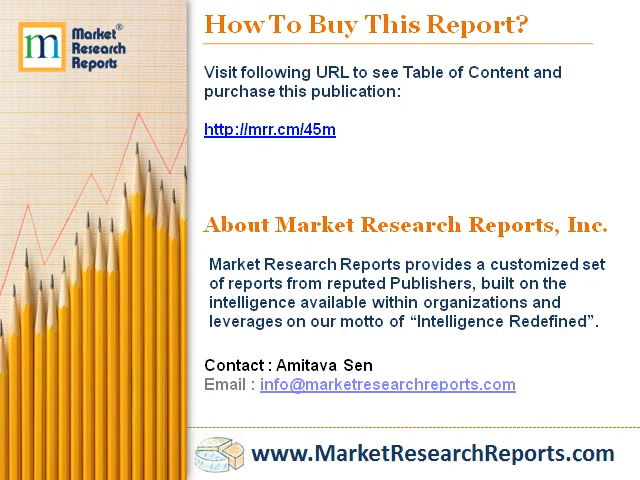 m
Market®
Research
Reports
How To Buy This Report?
Visit following URL to see Table of Content and
purchase this publication:
http://mrr.cm/45m
About Market Research Reports, Inc.
Market Research Reports provides a customized set
of reports from reputed Publishers, built on the
intelligence available within organizations and
leverages on our motto of “Intelligence Redefined”.
Contact : Amitava Sen
Email : info@marketresearchreports.com
www.MarketResearchReports.com